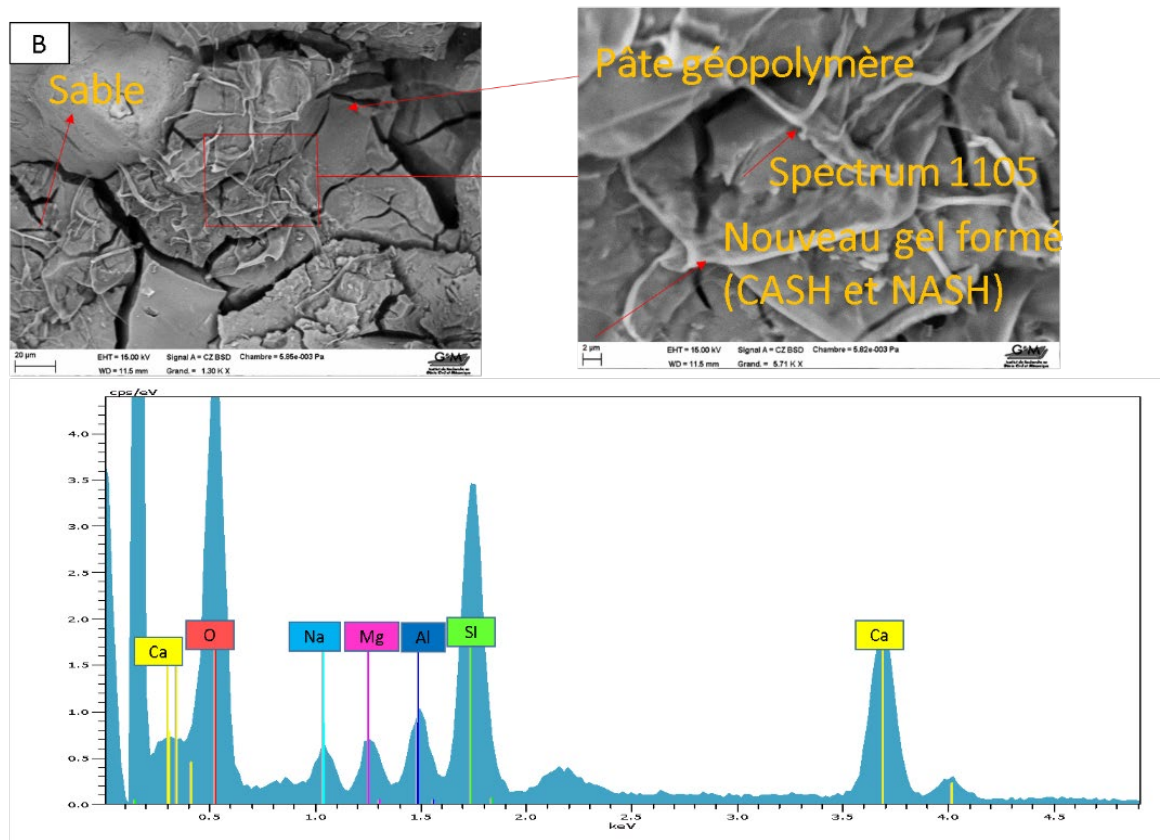 B
Sable
20 µm
EHT = 15.00 kV
WD = 11.5 mm
Signal A = CZ BSD
Grand. = 1.30 K X
Chambre = 5.95e-003 Pa
GeM
Pâte géopolymère
Spectrum 1105
Nouveau gel formé
(CASH et NASH)
2 µm
EHT = 15.00 kV
WD = 11.5 mm
Signal A = CZ BSD
Grand. = 5.71 K X
Chambre = 5.82e-003 Pa
GeM
cps/eV
4.0
3.5
3.0
2.5
2.0
1.5
1.0
0.5
0.0
Ca
O
Na
Mg
Al
SI
Ca
0.5
1.0
1.5
2.0
2.5
3.0
3.5
4.0
4.5
keV